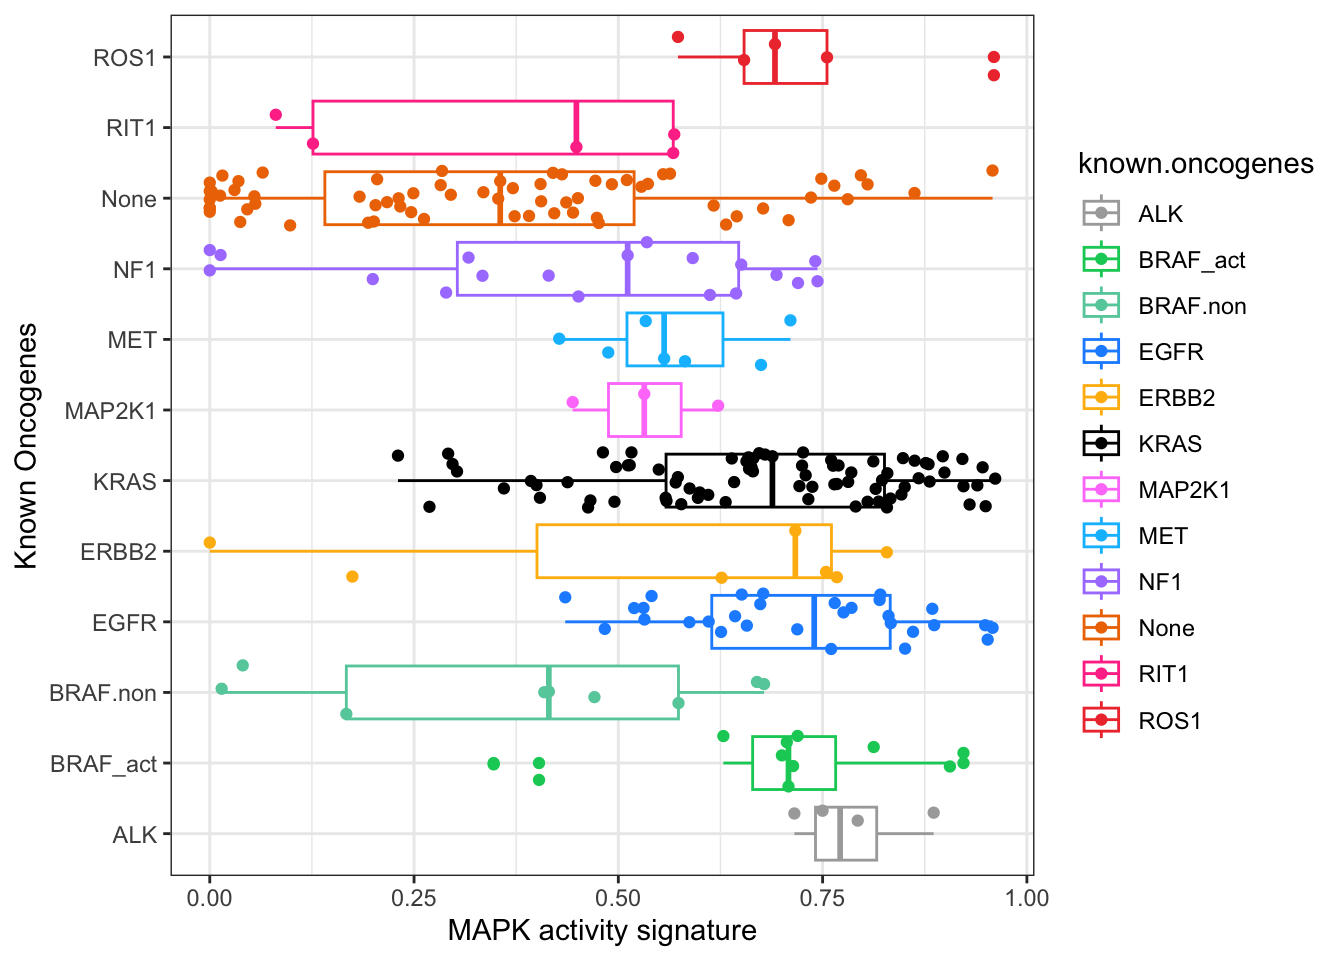 Known Oncogenes
ROS1
RIT1
None
NF1
MET
MAP2K1
KRAS
ERBB2
EGFR
BRAF.non
BRAF_act
ALK
0.00 0.25 0.50 0.75 1.00
MAPK activity signature
known.oncogenes
ALK
BRAF_act
BRAF.non
EGFR
ERBB2
KRAS
MAP2K1
MET
NF1
None
RIT1
ROS1